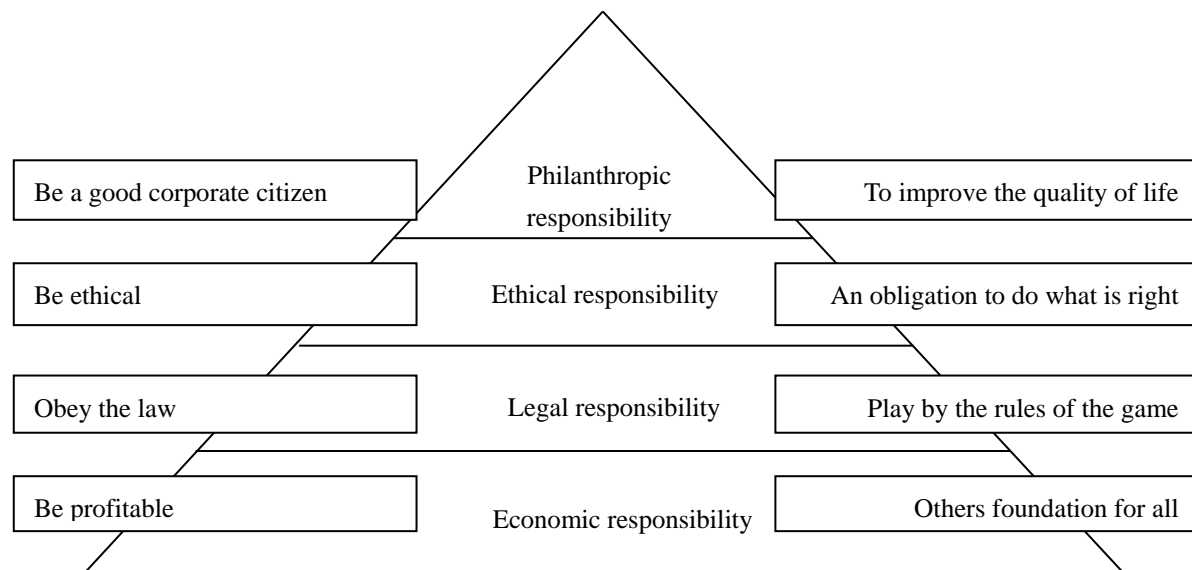 Be a good corporate citizen
Philanthropic
responsibility
To improve the quality of life
Be ethical
Ethical responsibility
An obligation to do what is right
Obey the law
Legal responsibility
Play by the rules of the game
Be profitable
Economic responsibility
Others foundation for all